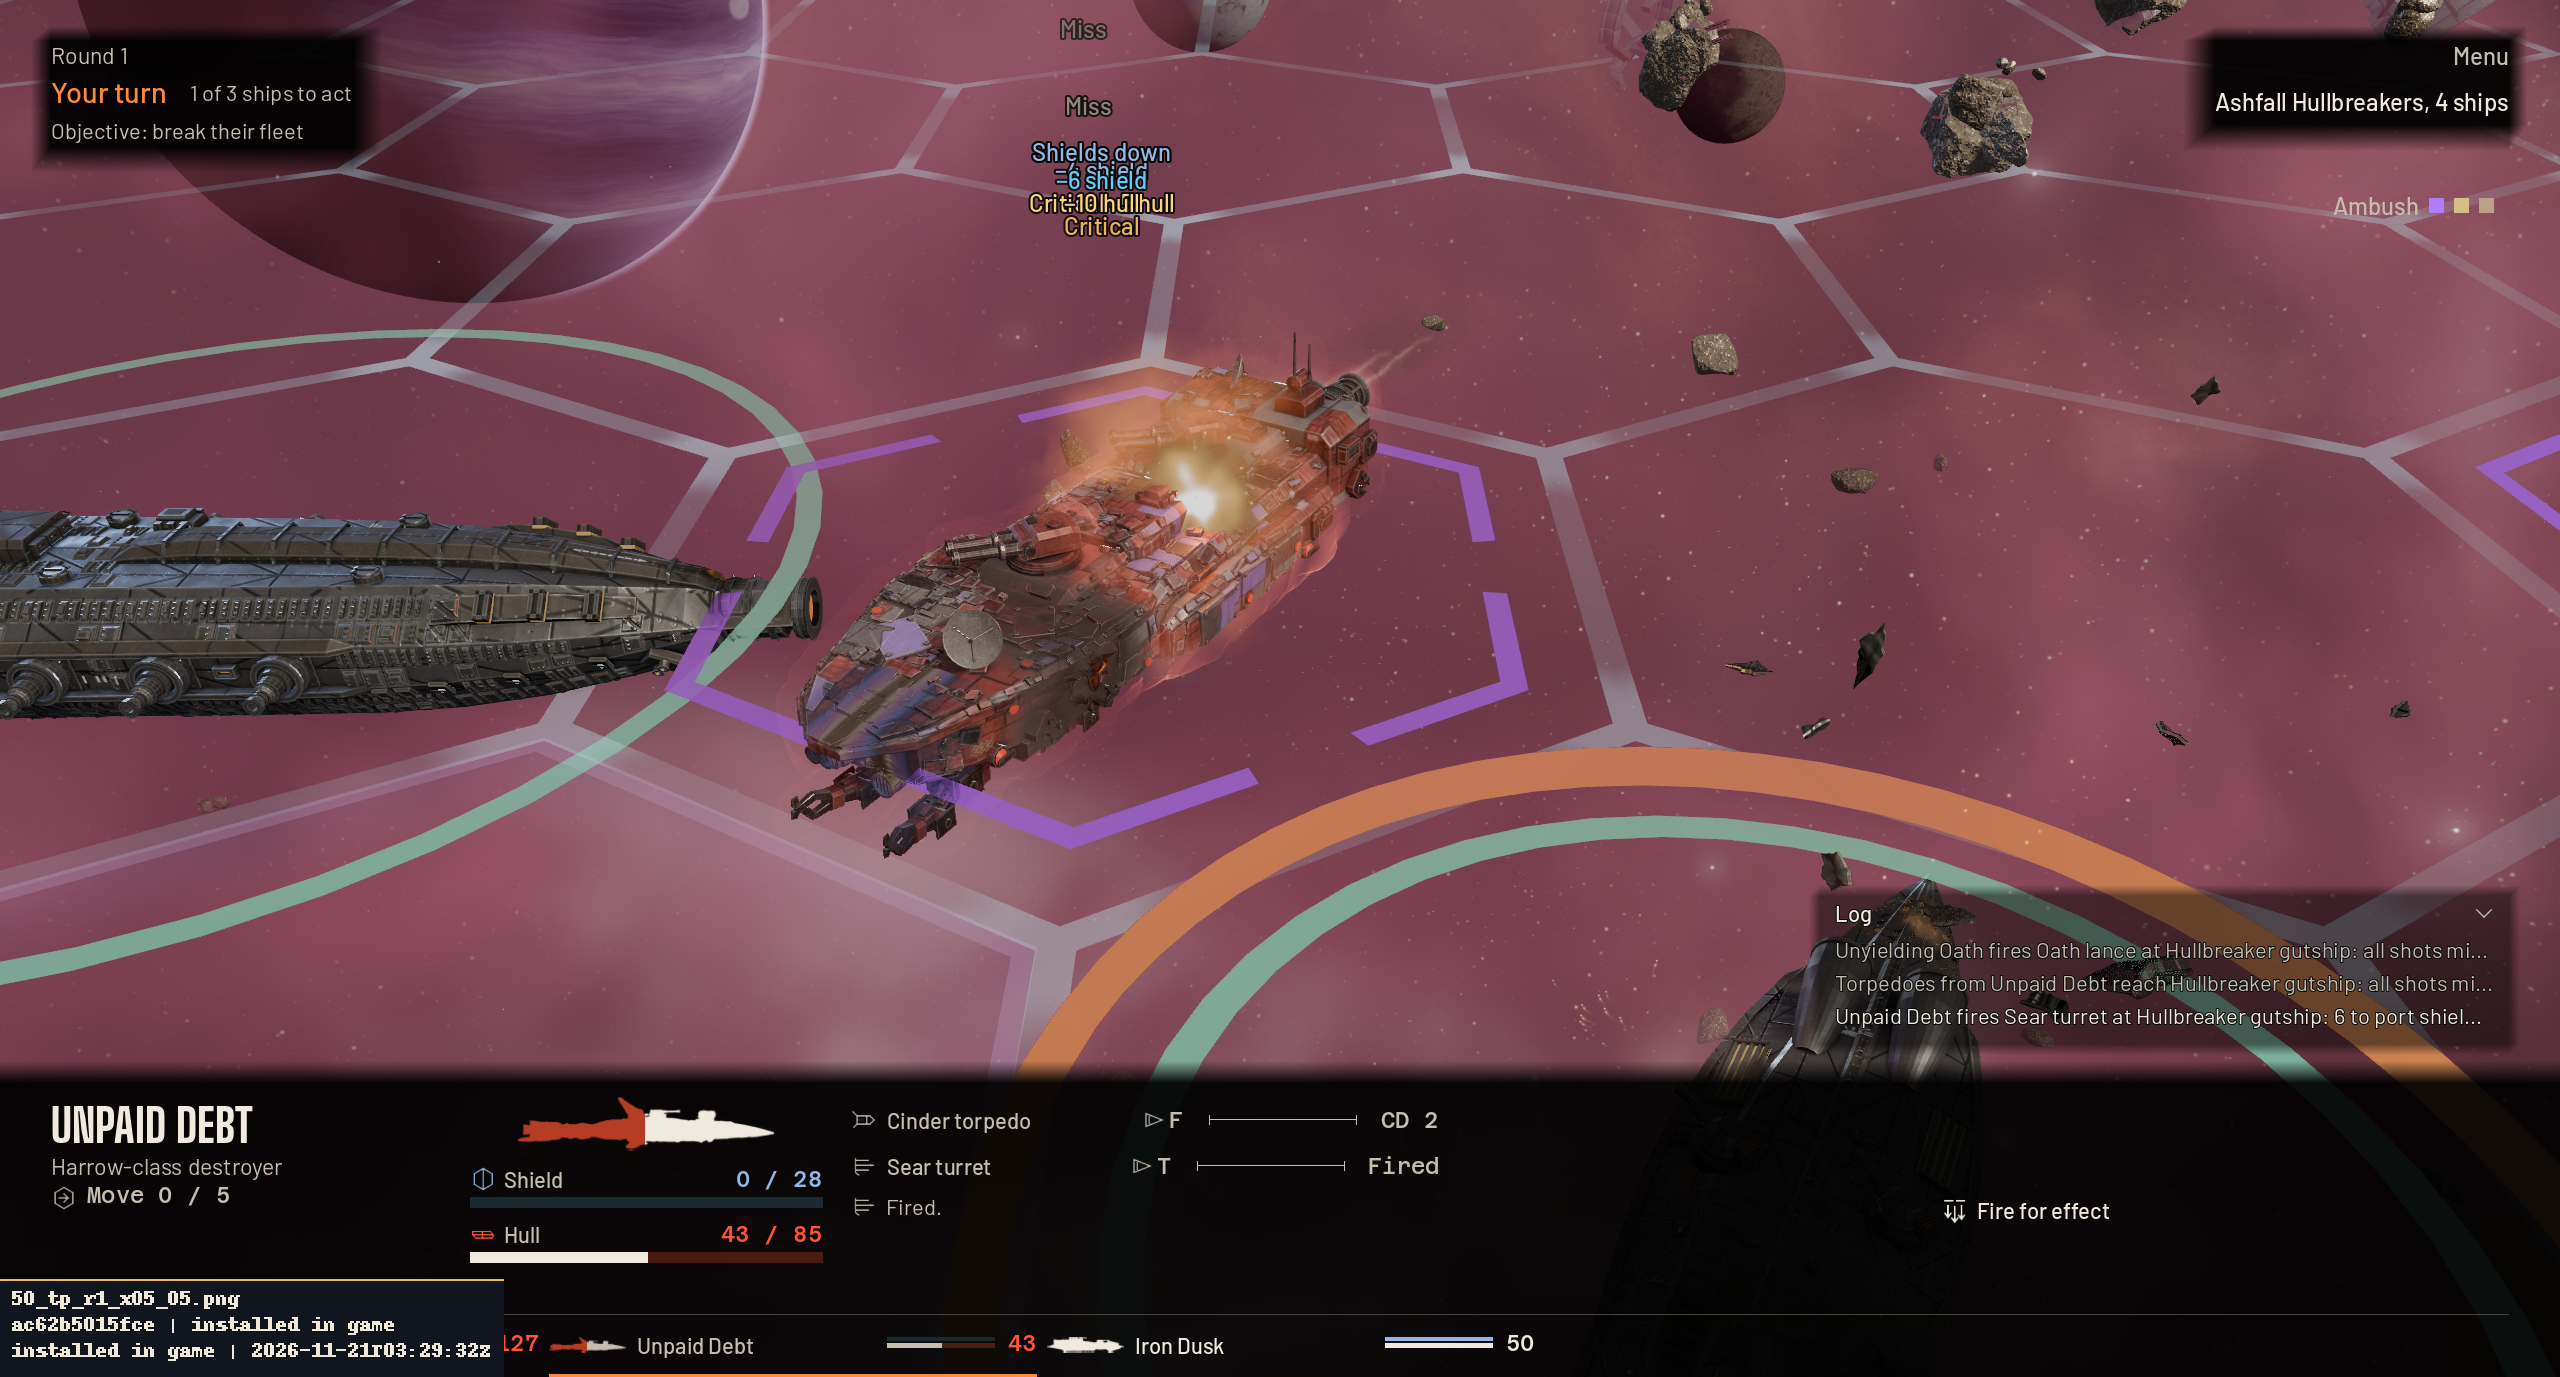 Round 1
Your turn 1 of 3 ships to act
Objective: break their fleet
Miss
Miss
Shields down
-6 shield
Critical
Menu
Ashfall Hullbreakers, 4 ships
Ambush
Log
Unyielding Oath fires Oath lance at Hullbreaker gutship: all shots mi...
Torpedoes from Unpaid Debt reach Hullbreaker gutship: all shots mi...
Unpaid Debt fires Sear turret at Hullbreaker gutship: 6 to port shiel...
UNPAID DEBT
Harrow-class destroyer
Move 0 / 5
Shield 0 / 28
Hull 43 / 85
Cinder torpedo F CD 2
Sear turret T Fired
Fired.
Fire for effect
50_tp_r1_x05_05.png
ac62b5015fce | installed in game
installed in game | 2026-11-21T03:29:32Z
127 Unpaid Debt 43 Iron Dusk 50